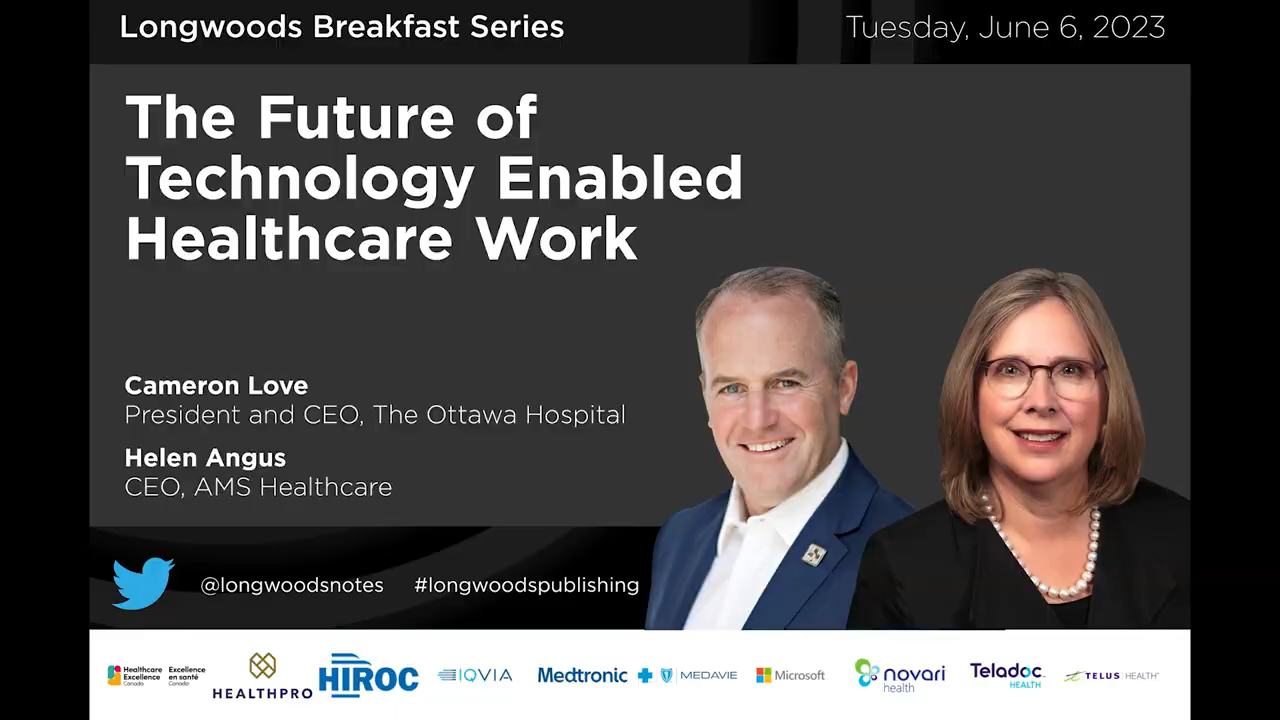 Longwoods Breakfast Series
Tuesday, June 6, 2023
The Future of
Technology Enabled
Healthcare Work
Cameron Love
President and CEO, The Ottawa Hospital
Helen Angus
CEO, AMS Healthcare
@longwoodsnotes #longwoodspublishing
Healthcare Excellence Canada
Excellence en santé Canada
HEALTHPRO
HIROC
IQVIA
Medtronic
MEDAVIE
Microsoft
novari health
Teladoc HEALTH
TELUS HEALTH